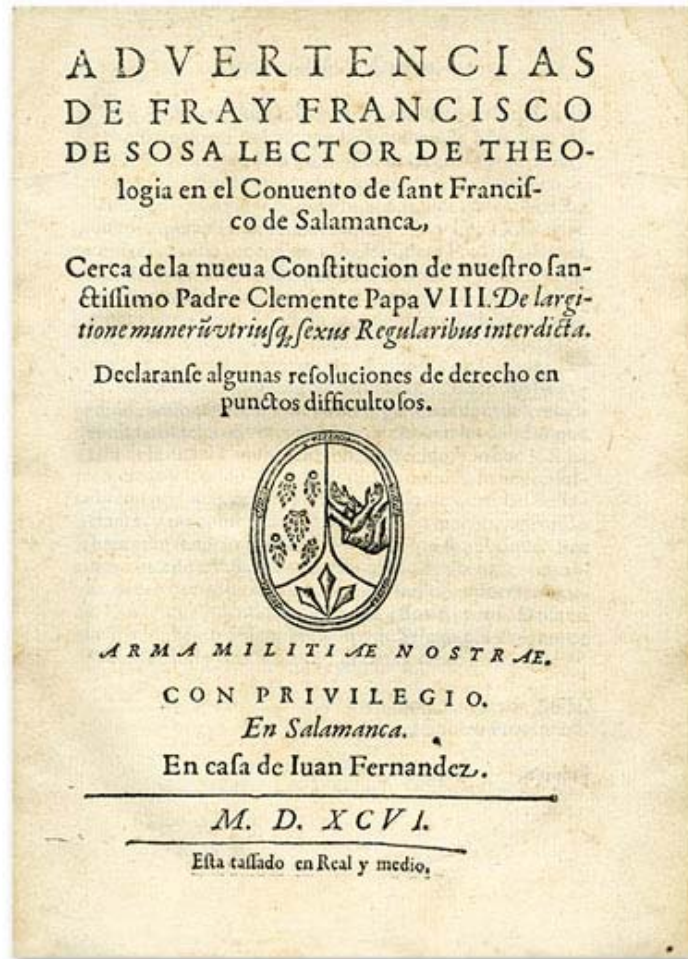 ADVERTENCIAS
DE FRAY FRANCISCO
DE SOSA LECTOR DE THEO-
logia en el Conuento de sant Francis-
co de Salamanca,
Cerca de la nueua Constitucion de nuestro san-
ctissimo Padre Clemente Papa VIII. De largi-
tione munerũ vtriusq; sexus Regularibus interdicta.
Declaranse algunas resoluciones de derecho en
punctos difficultosos.
ARMA MILITIAE NOSTRAE.
CON PRIVILEGIO.
En Salamanca.
En casa de Iuan Fernandez.
M. D. XCVI.
Esta tassado en Real y medio.